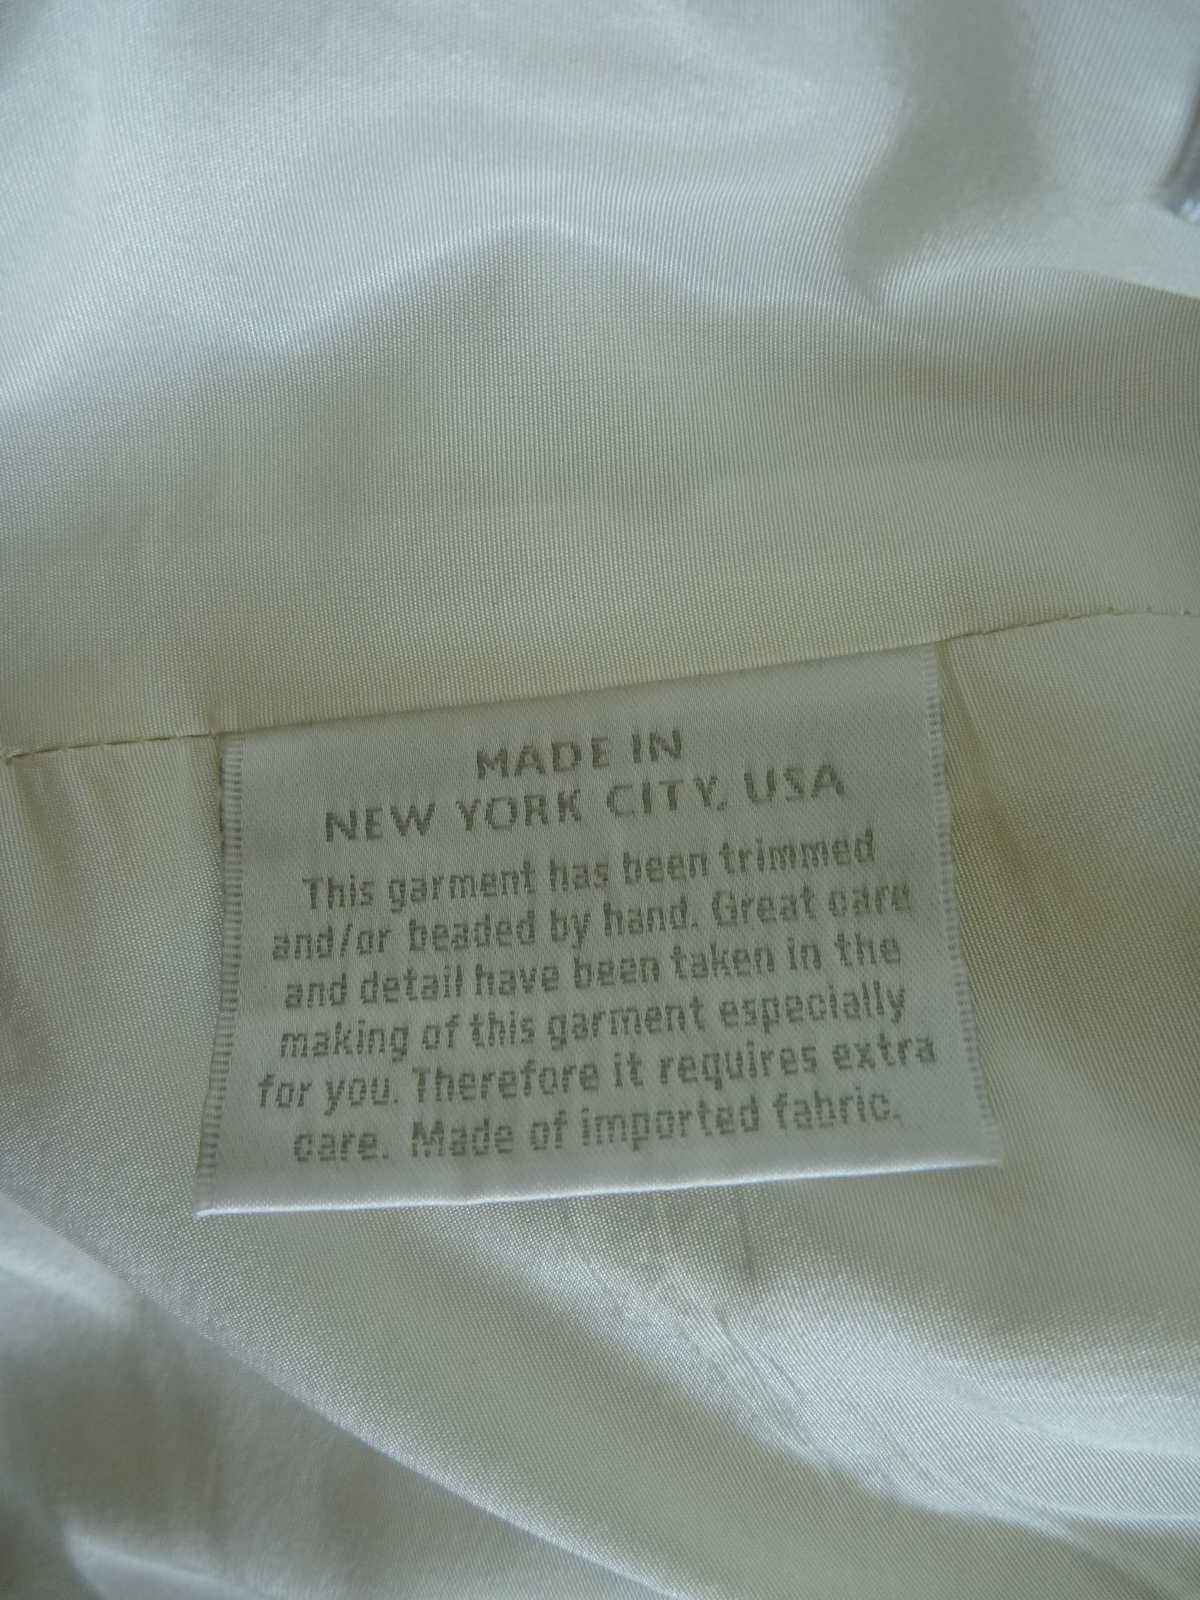 MADE IN
NEW YORK CITY, USA
This garment has been trimmed
and/or beaded by hand. Great care
and detail have been taken in the
making of this garment especially
for you. Therefore it requires extra
care. Made of imported fabric.